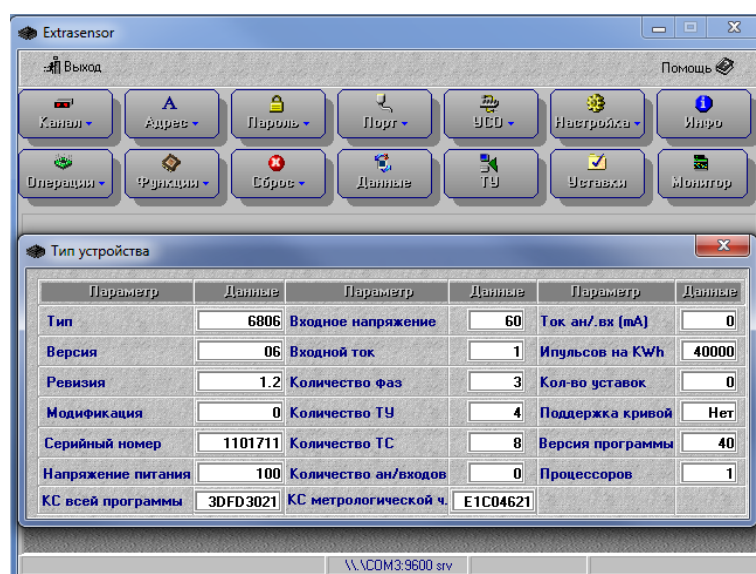 Extrasensor
Выход Помощь
Канал Адрес Пароль Порт УСО Настройка Инфо
Операции Функции Сброс Данные ТУ Уставки Монитор
Тип устройства
Параметр Данные Параметр Данные Параметр Данные
Тип 6806 Входное напряжение 60 Ток ан/.вх (mA) 0
Версия 06 Входной ток 1 Ипульсов на KWh 40000
Ревизия 1.2 Количество фаз 3 Кол-во уставок 0
Модификация 0 Количество ТУ 4 Поддержка кривой Нет
Серийный номер 1101711 Количество ТС 8 Версия программы 40
Напряжение питания 100 Количество ан/входов 0 Процессоров 1
КС всей программы 3DFD3021 КС метрологической ч. E1C04621
\\.\COM3:9600 srv